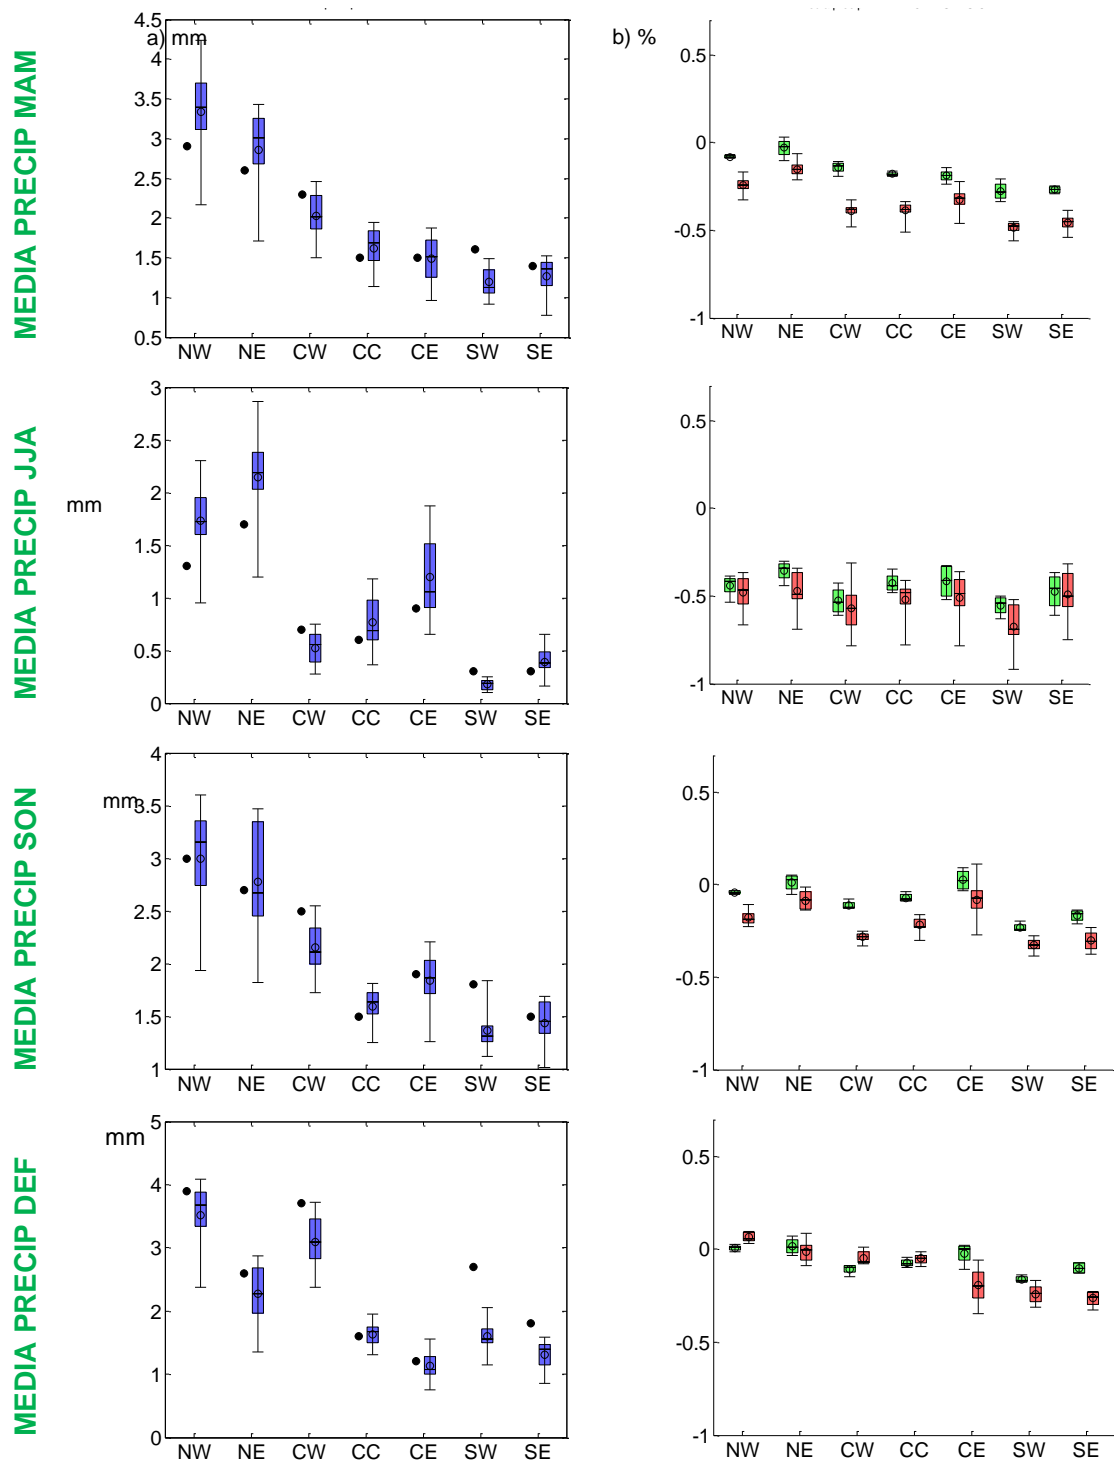 MEDIA PRECIP MAM
a) mm
4.5
4
3.5
3
2.5
2
1.5
1
0.5
NW NE CW CC CE SW SE
b) %
0.5
0
-0.5
-1
NW NE CW CC CE SW SE
MEDIA PRECIP JJA
mm
3
2.5
2
1.5
1
0.5
0
NW NE CW CC CE SW SE
0.5
0
-0.5
-1
NW NE CW CC CE SW SE
MEDIA PRECIP SON
mm
4
3.5
3
2.5
2
1.5
1
NW NE CW CC CE SW SE
0.5
0
-0.5
-1
NW NE CW CC CE SW SE
MEDIA PRECIP DEF
mm
5
4
3
2
1
0
NW NE CW CC CE SW SE
0.5
0
-0.5
-1
NW NE CW CC CE SW SE